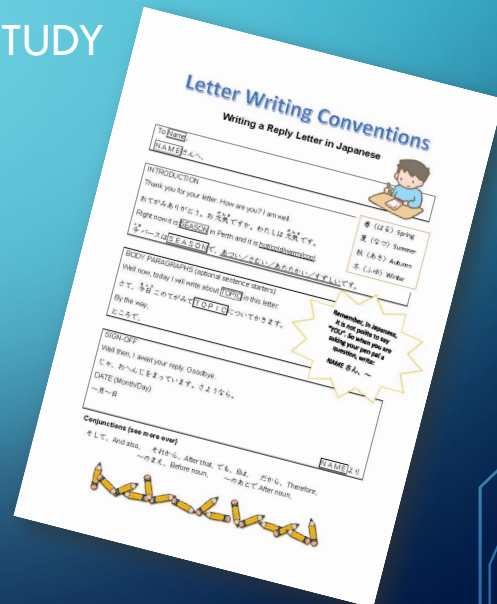 TUDY
Letter Writing Conventions
Writing a Reply Letter in Japanese
To Name,
NAMEさんへ、
INTRODUCTION
Thank you for your letter. How are you? I am well.
おてがみありがとう。お元気ですか。わたしは元気です。
Right now it is SEASON in Perth and it is hot/cold/warm/cool.
今パースはSEASONで、あつい/さむい/あたたかい/すずしいです。
春 (はる) Spring
夏 (なつ) Summer
秋 (あき) Autumn
冬 (ふゆ) Winter
BODY PARAGRAPHS (optional sentence starters)
Well now, today I will write about TOPIC in this letter.
さて、今日このてがみでTOPICについてかきます。
By the way,
ところで、
Remember, in Japanese,
it is not polite to say
"YOU". So when you are
asking your pen pal a
question, write:
NAMEさん、~
SIGN-OFF
Well then, I await your reply. Goodbye.
じゃ、おへんじをまっています。さようなら。
DATE (Month/Day)
~月~日
NAMEより
Conjunctions (see more over)
そして、And also, それから、After that, でも、But, だから、Therefore,
~のまえ、Before noun, ~のあとで After noun,